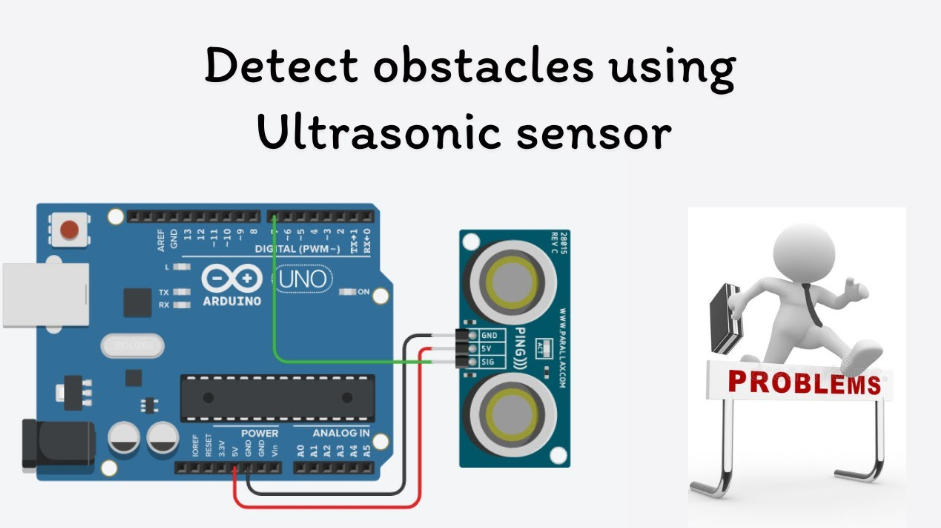 Detect obstacles using
Ultrasonic sensor
AREF
GND
13
12
~11
~10
~9
8
~6
~5
4
~3
2
TX→1
RX←0
DIGITAL (PWM~)
L
TX
RX
ARDUINO
UNO
ON
IOREF
RESET
3.3V
5V
GND
GND
Vin
POWER
ANALOG IN
A0
A1
A2
A3
A4
A5
28015
REV C
GND
5V
SIG
PING)))
ACT
WWW.PARALLAX.COM
PROBLEMS